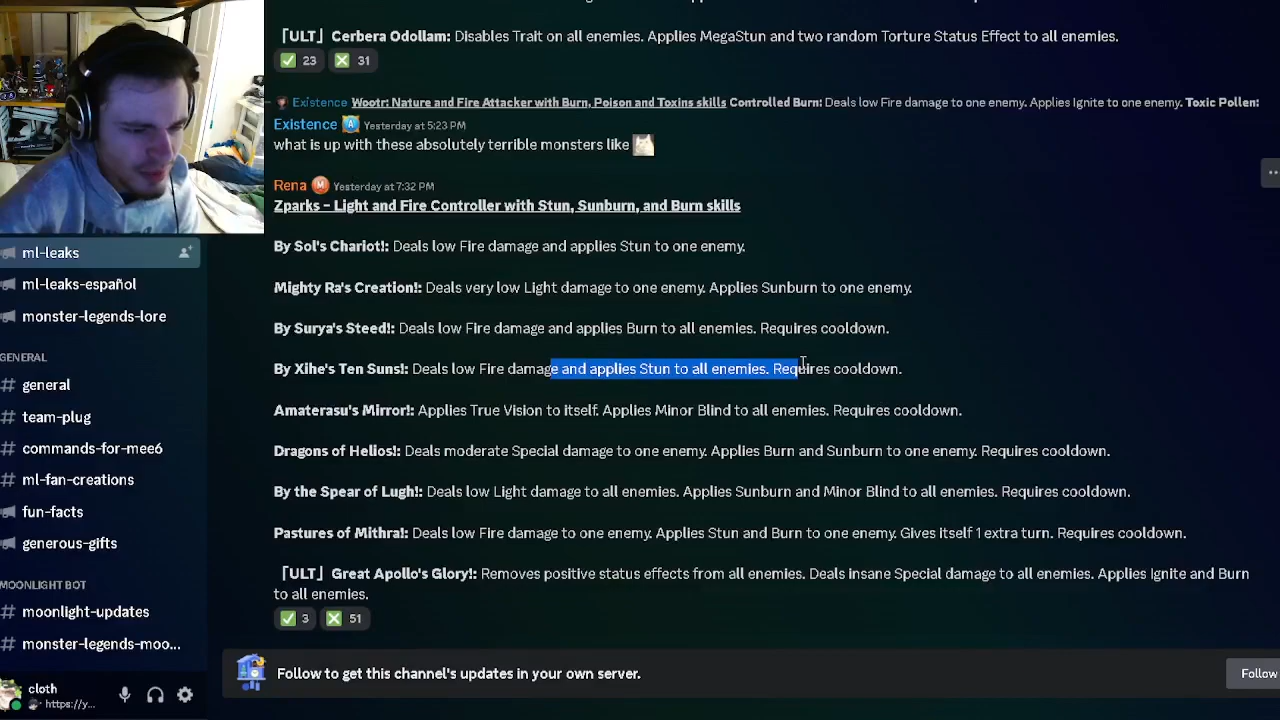 「ULT」 Cerbera Odollam: Disables Trait on all enemies. Applies MegaStun and two random Torture Status Effect to all enemies.
23 31
Existence Wootr: Nature and Fire Attacker with Burn, Poison and Toxins skills Controlled Burn: Deals low Fire damage to one enemy. Applies Ignite to one enemy. Toxic Pollen:
Existence Yesterday at 5:23 PM
what is up with these absolutely terrible monsters like
Rena Yesterday at 7:32 PM
Zparks - Light and Fire Controller with Stun, Sunburn, and Burn skills
By Sol's Chariot!: Deals low Fire damage and applies Stun to one enemy.
Mighty Ra's Creation!: Deals very low Light damage to one enemy. Applies Sunburn to one enemy.
By Surya's Steed!: Deals low Fire damage and applies Burn to all enemies. Requires cooldown.
By Xihe's Ten Suns!: Deals low Fire damage and applies Stun to all enemies. Requires cooldown.
Amaterasu's Mirror!: Applies True Vision to itself. Applies Minor Blind to all enemies. Requires cooldown.
Dragons of Helios!: Deals moderate Special damage to one enemy. Applies Burn and Sunburn to one enemy. Requires cooldown.
By the Spear of Lugh!: Deals low Light damage to all enemies. Applies Sunburn and Minor Blind to all enemies. Requires cooldown.
Pastures of Mithra!: Deals low Fire damage to one enemy. Applies Stun and Burn to one enemy. Gives Itself 1 extra turn. Requires cooldown.
「ULT」 Great Apollo's Glory!: Removes positive status effects from all enemies. Deals insane Special damage to all enemies. Applies Ignite and Burn
to all enemies.
3 51
Follow to get this channel's updates in your own server.
Follow
ml-leaks
ml-leaks-español
monster-legends-lore
GENERAL
general
team-plug
commands-for-mee6
ml-fan-creations
fun-facts
generous-gifts
MOONLIGHT BOT
moonlight-updates
monster-legends-moo...
cloth
https://y...